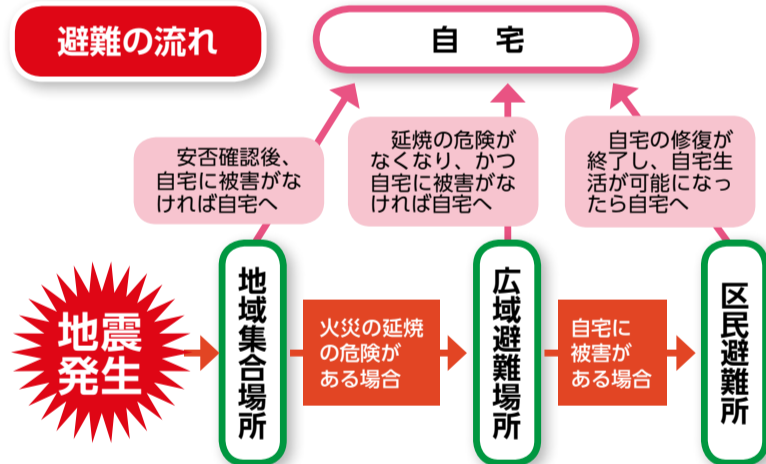 避難の流れ
自　宅
安否確認後、
自宅に被害がな
ければ自宅へ
延焼の危険が
なくなり、かつ
自宅に被害がな
ければ自宅へ
自宅の修復が
終了し、自宅生
活が可能になっ
たら自宅へ
地震
発生
地域集合場所
火災の延焼
の危険が
ある場合
広域避難場所
自宅に
被害が
ある場合
区民避難所